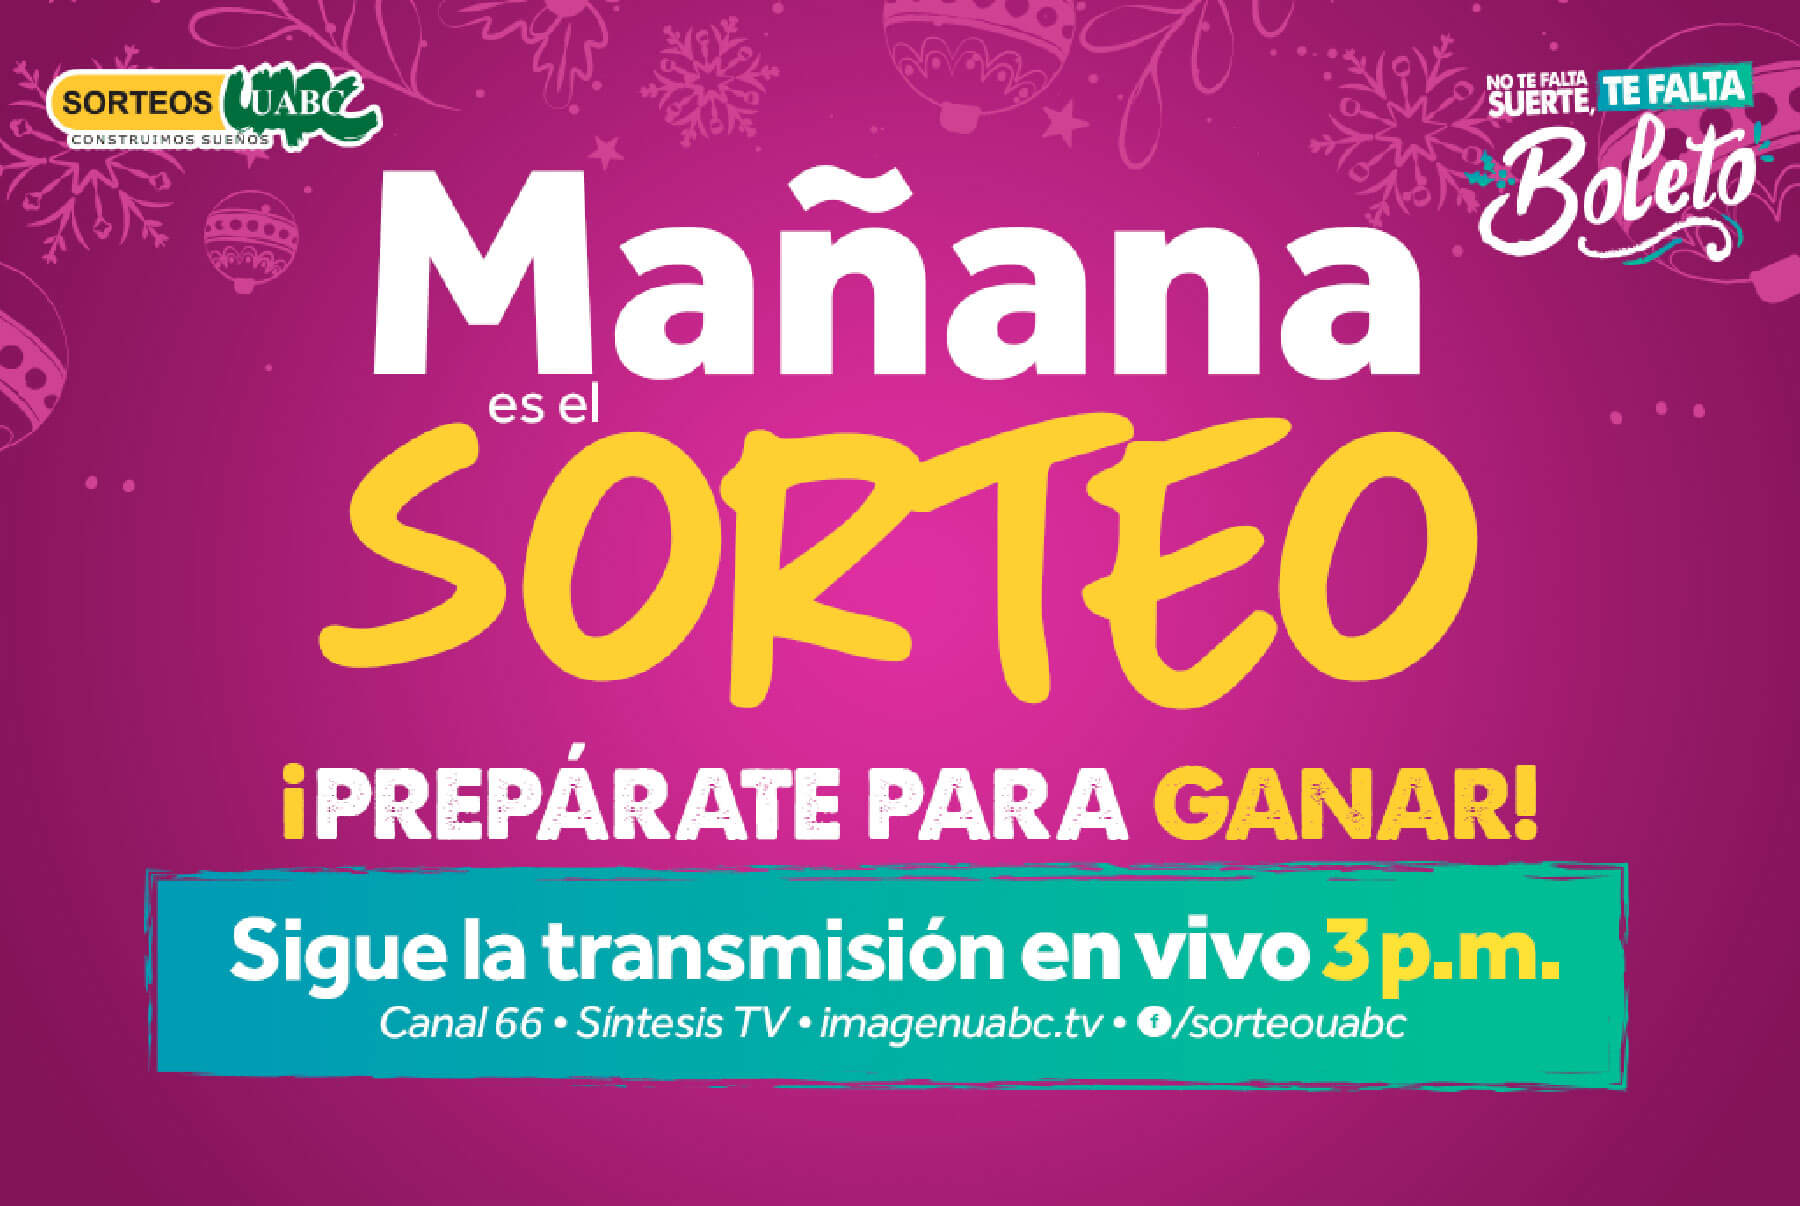 SORTEOS UABC
CONSTRUIMOS SUEÑOS
NO TE FALTA
SUERTE, TE FALTA
Boleto
Mañana
es el
SORTEO
¡PREPÁRATE PARA GANAR!
Sigue la transmisión en vivo 3 p.m.
Canal 66 • Síntesis TV • imagenuabc.tv • f/sorteouabc